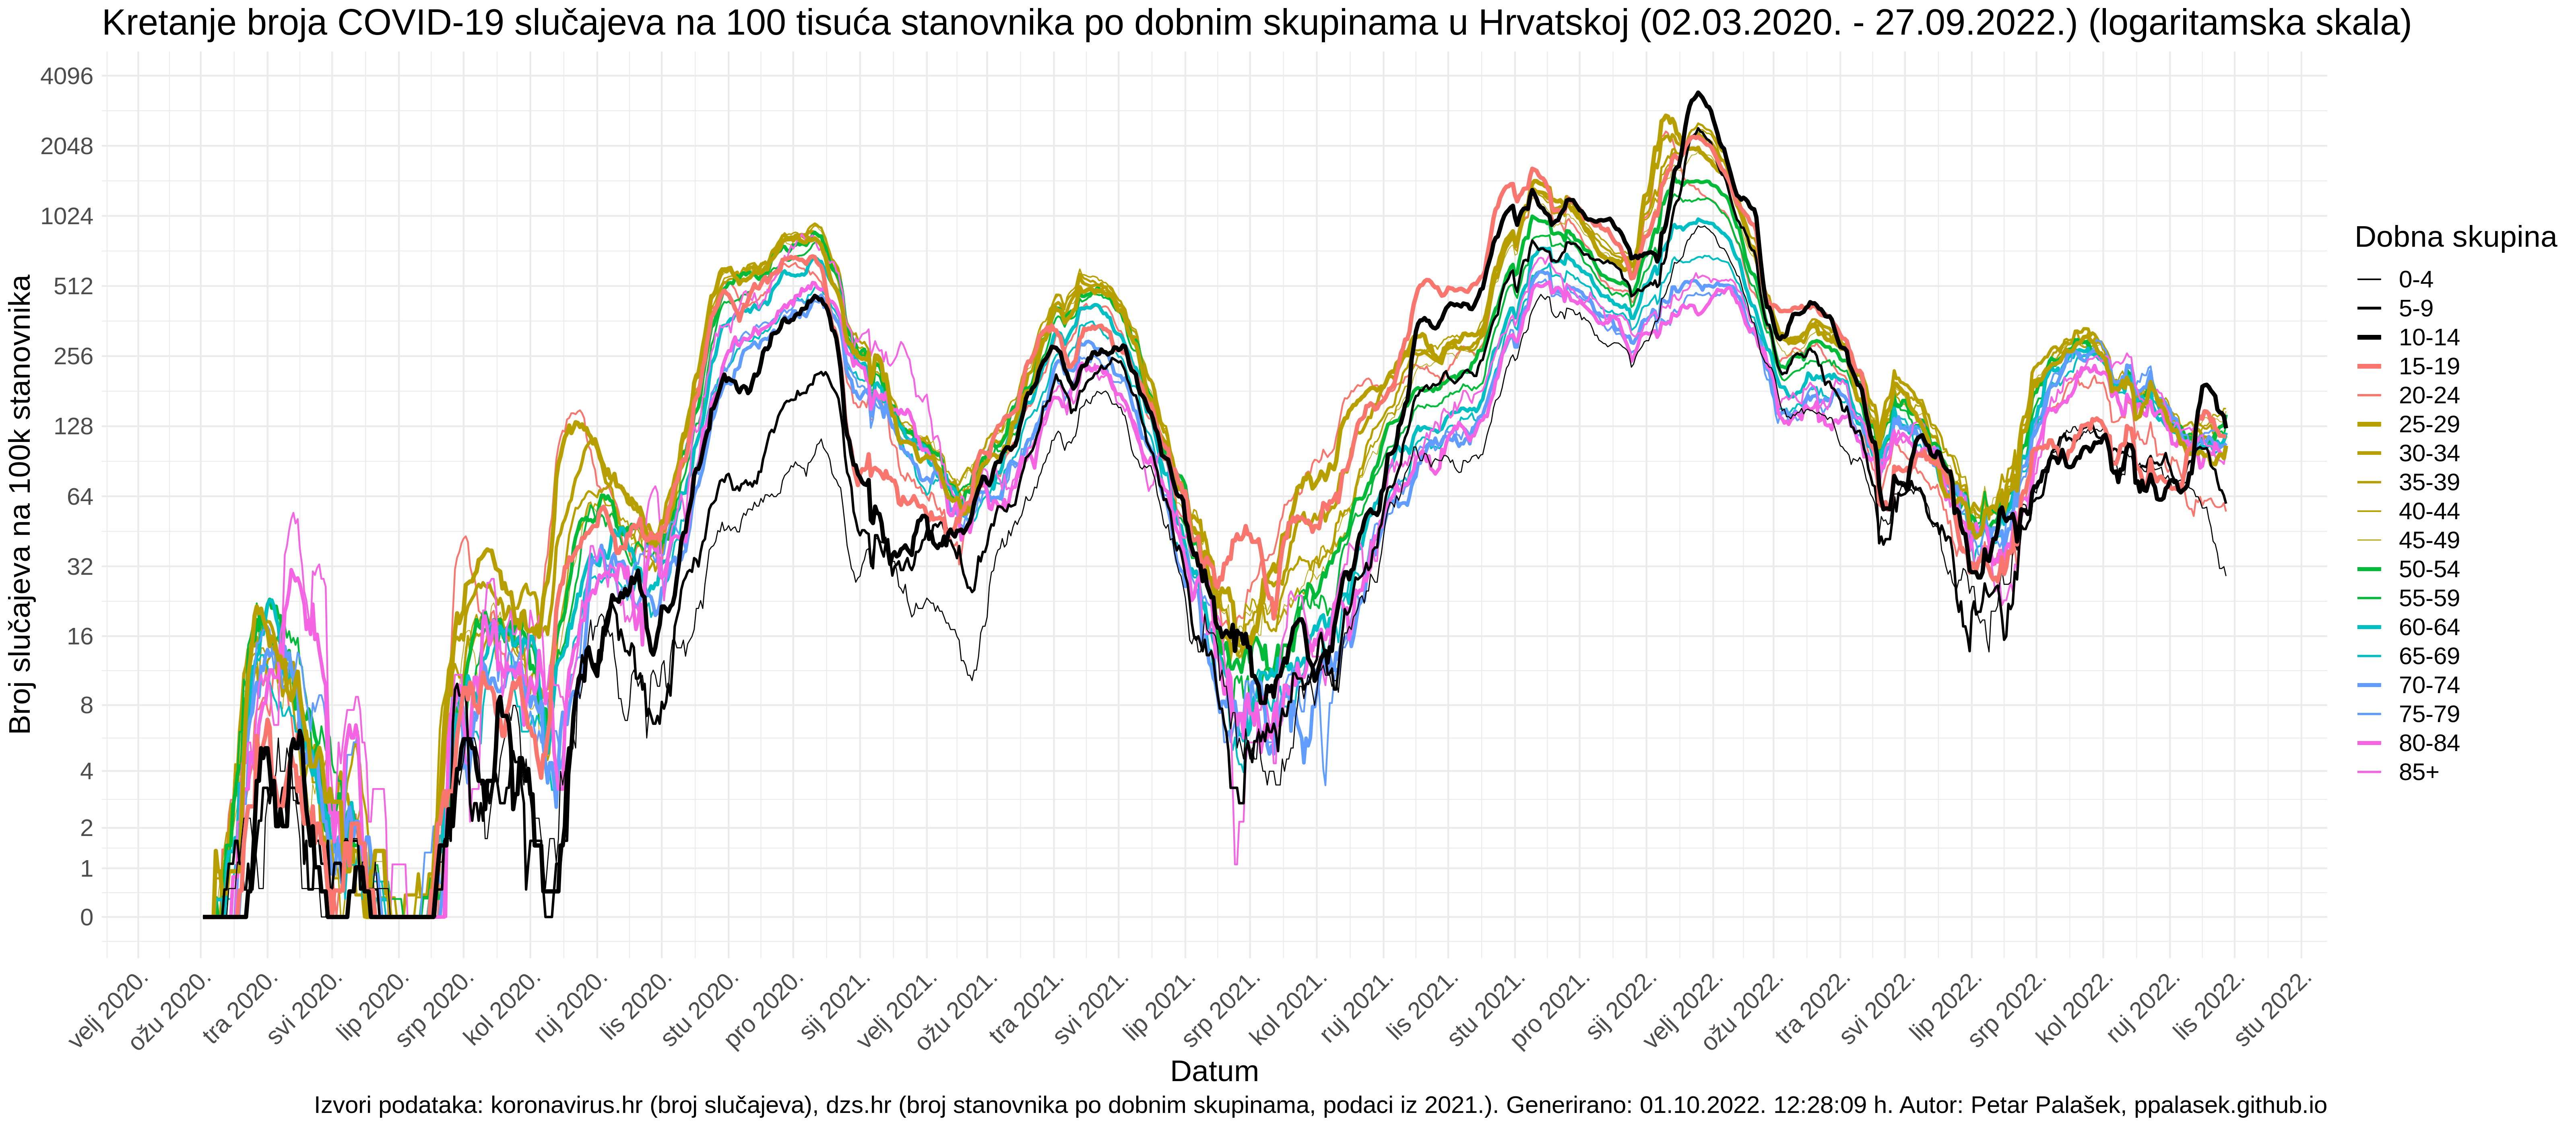 Kretanje broja COVID-19 slučajeva na 100 tisuća stanovnika po dobnim skupinama u Hrvatskoj (02.03.2020. - 27.09.2022.) (logaritamska skala)
Broj slučajeva na 100k stanovnika
4096
2048
1024
512
256
128
64
32
16
8
4
2
1
0
velj 2020.
ožu 2020.
tra 2020.
svi 2020.
lip 2020.
srp 2020.
kol 2020.
ruj 2020.
lis 2020.
stu 2020.
pro 2020.
sij 2021.
velj 2021.
ožu 2021.
tra 2021.
svi 2021.
lip 2021.
srp 2021.
kol 2021.
ruj 2021.
lis 2021.
stu 2021.
pro 2021.
sij 2022.
velj 2022.
ožu 2022.
tra 2022.
svi 2022.
lip 2022.
srp 2022.
kol 2022.
ruj 2022.
lis 2022.
stu 2022.
Datum
Dobna skupina
0-4
5-9
10-14
15-19
20-24
25-29
30-34
35-39
40-44
45-49
50-54
55-59
60-64
65-69
70-74
75-79
80-84
85+
Izvori podataka: koronavirus.hr (broj slučajeva), dzs.hr (broj stanovnika po dobnim skupinama, podaci iz 2021.). Generirano: 01.10.2022. 12:28:09 h. Autor: Petar Palašek, ppalasek.github.io